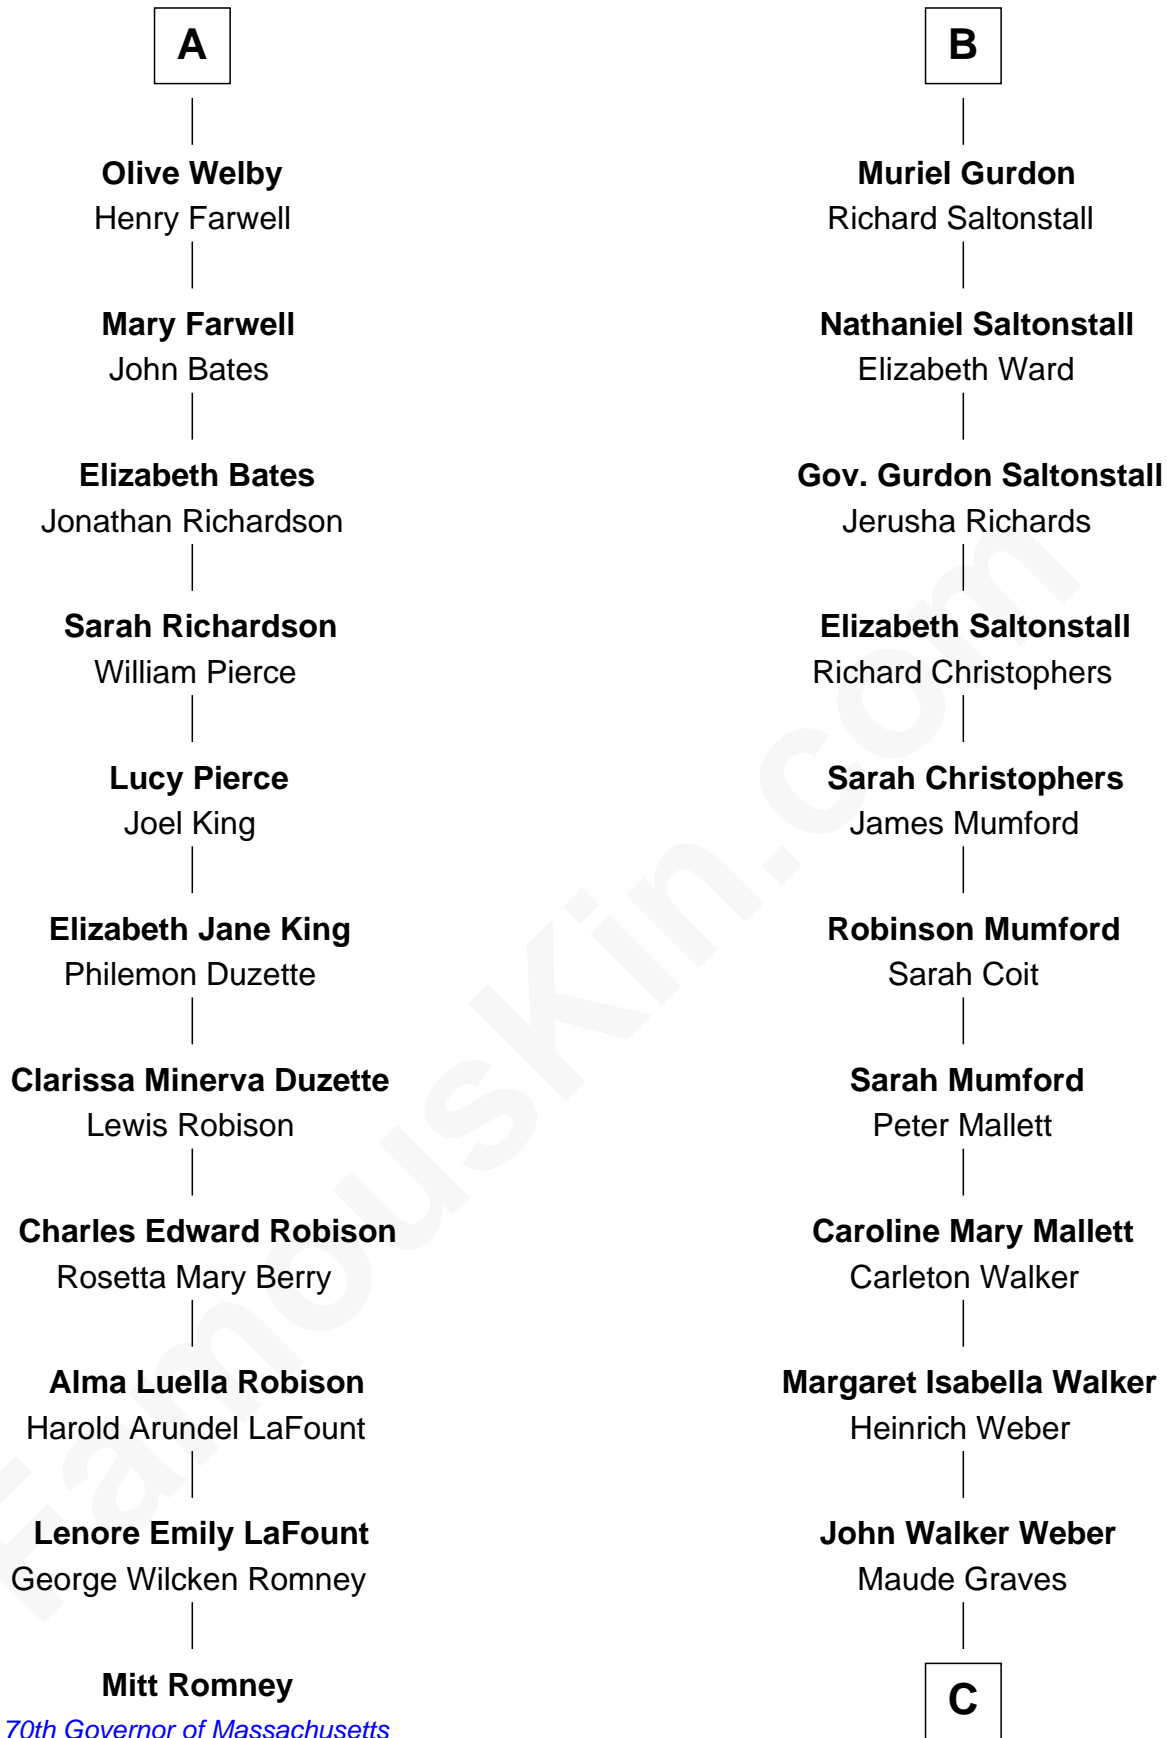 A
Olive Welby
Henry Farwell
Mary Farwell
John Bates
Elizabeth Bates
Jonathan Richardson
Sarah Richardson
William Pierce
Lucy Pierce
Joel King
Elizabeth Jane King
Philemon Duzette
Clarissa Minerva Duzette
Lewis Robison
Charles Edward Robison
Rosetta Mary Berry
Alma Luella Robison
Harold Arundel LaFount
Lenore Emily LaFount
George Wilcken Romney
Mitt Romney
70th Governor of Massachusetts
B
Muriel Gurdon
Richard Saltonstall
Nathaniel Saltonstall
Elizabeth Ward
Gov. Gurdon Saltonstall
Jerusha Richards
Elizabeth Saltonstall
Richard Christophers
Sarah Christophers
James Mumford
Robinson Mumford
Sarah Coit
Sarah Mumford
Peter Mallett
Caroline Mary Mallett
Carleton Walker
Margaret Isabella Walker
Heinrich Weber
John Walker Weber
Maude Graves
C
FamousKin.com